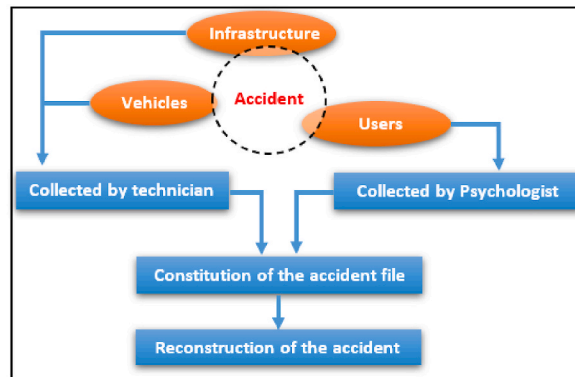 Infrastructure
Vehicles
Accident
Users
Collected by technician
Collected by Psychologist
Constitution of the accident file
Reconstruction of the accident